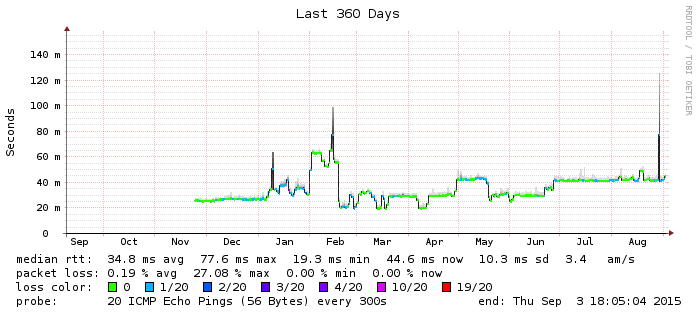 Last 360 Days
RRDTOOL / TOBI OETIKER
Seconds
140 m
120 m
100 m
80 m
60 m
40 m
20 m
0
Sep Oct Nov Dec Jan Feb Mar Apr May Jun Jul Aug
median rtt: 34.8 ms avg 77.6 ms max 19.3 ms min 44.6 ms now 10.3 ms sd 3.4 am/s
packet loss: 0.19 % avg 27.08 % max 0.00 % min 0.00 % now
loss color: 0 1/20 2/20 3/20 4/20 10/20 19/20
probe: 20 ICMP Echo Pings (56 Bytes) every 300s end: Thu Sep 3 18:05:04 2015